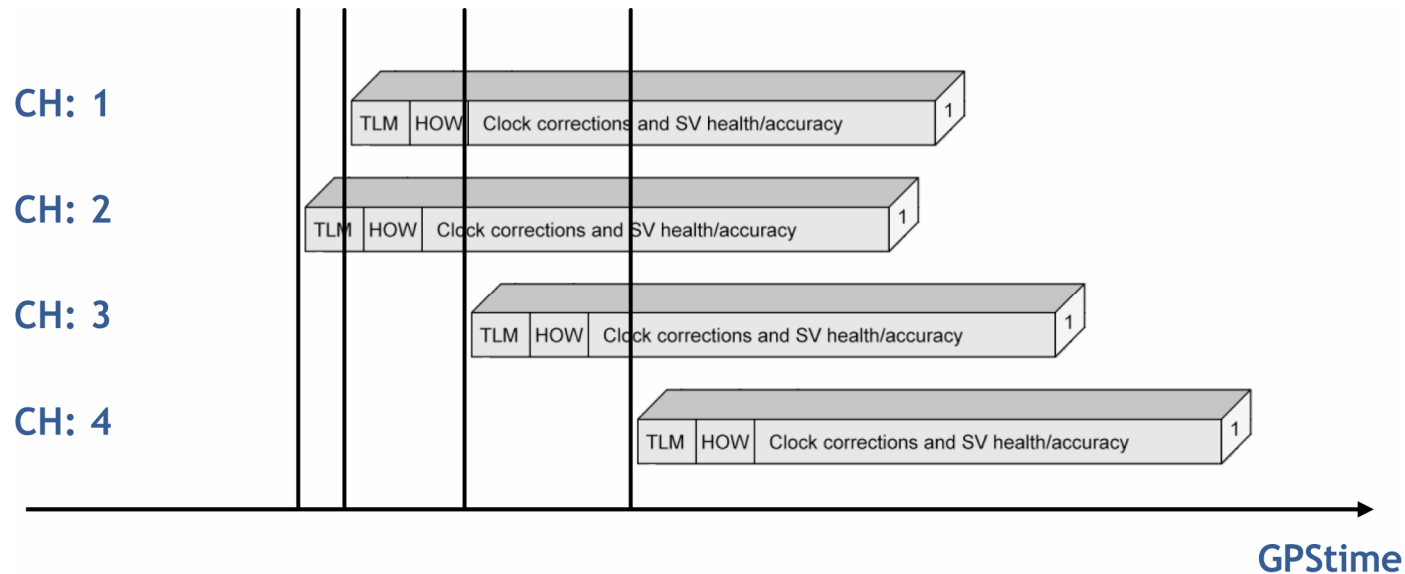 CH: 1
TLM HOW Clock corrections and SV health/accuracy 1
CH: 2
TLM HOW Clock corrections and SV health/accuracy 1
CH: 3
TLM HOW Clock corrections and SV health/accuracy 1
CH: 4
TLM HOW Clock corrections and SV health/accuracy 1
GPStime